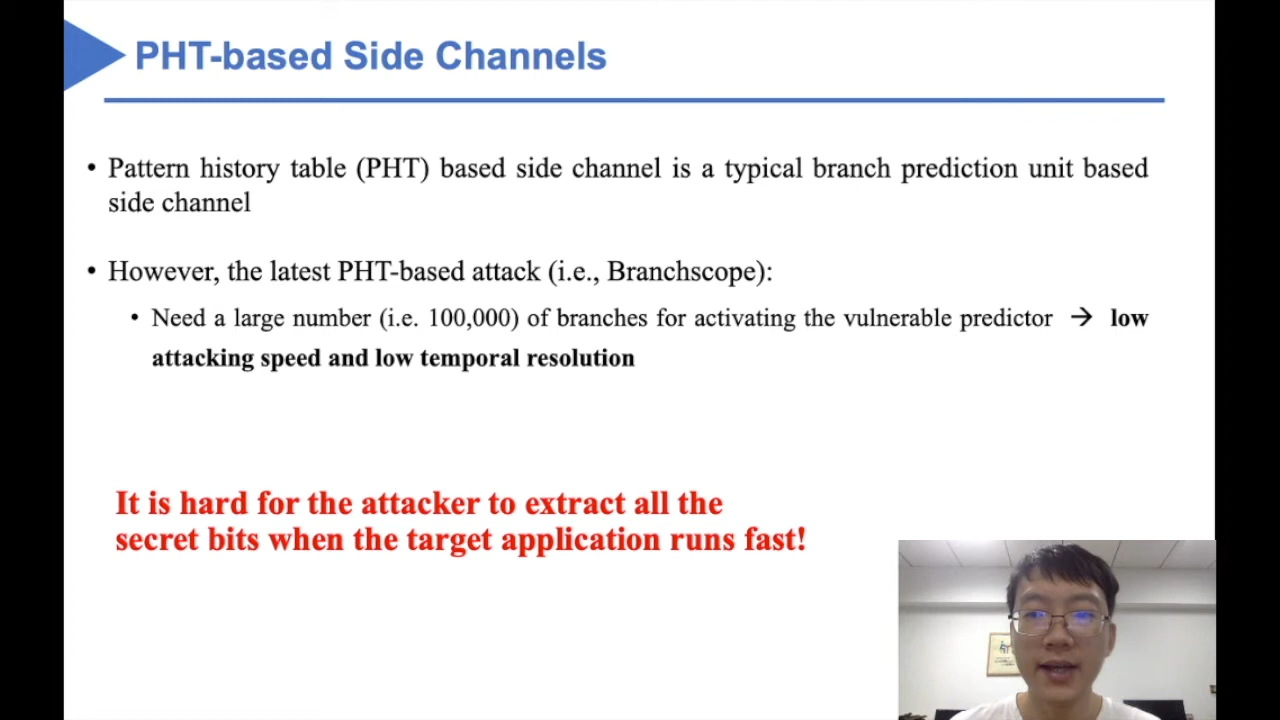 PHT-based Side Channels
• Pattern history table (PHT) based side channel is a typical branch prediction unit based
side channel
• However, the latest PHT-based attack (i.e., Branchscope):
• Need a large number (i.e. 100,000) of branches for activating the vulnerable predictor → low
attacking speed and low temporal resolution
It is hard for the attacker to extract all the
secret bits when the target application runs fast!